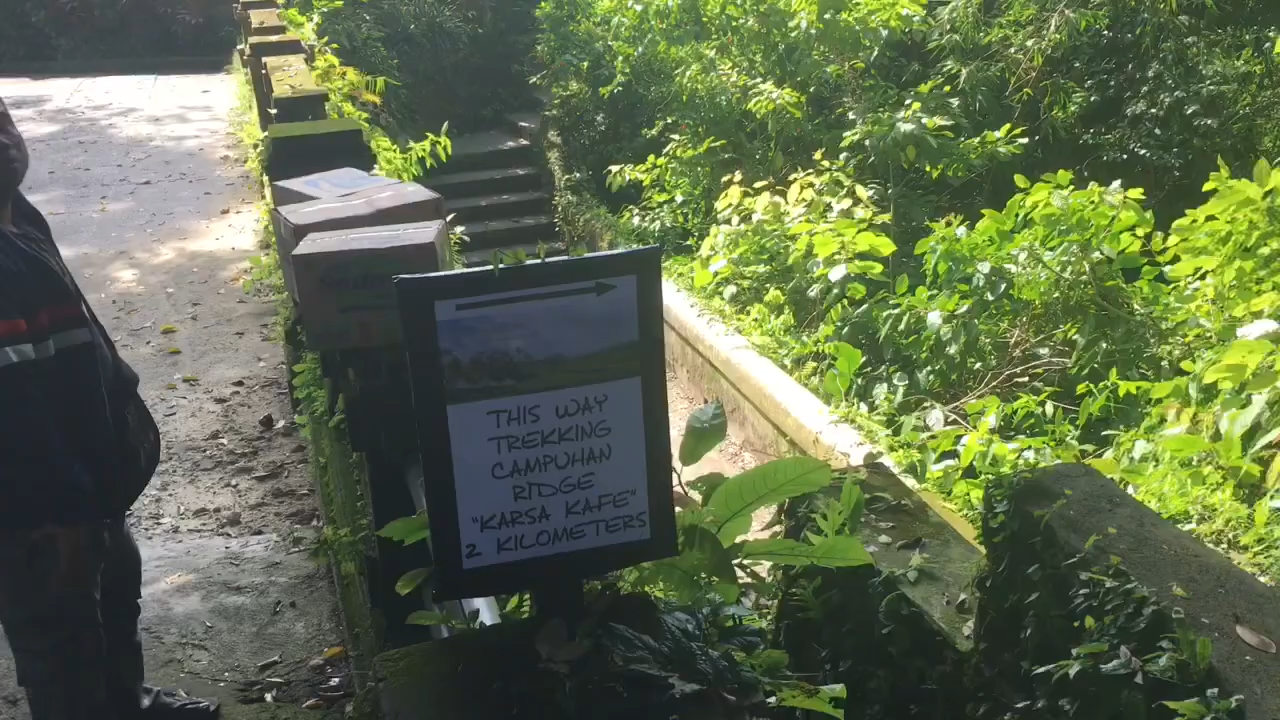 THIS WAY
TREKKING
CAMPUHAN
RIDGE
"KARSA KAFE"
2 KILOMETERS